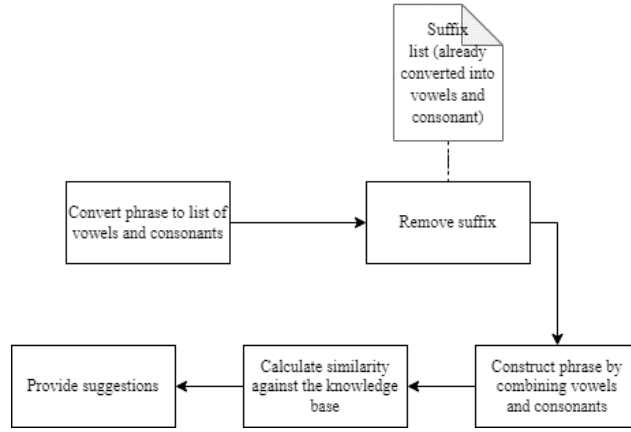 Suffix
list (already
converted into
vowels and
consonant)
Convert phrase to list of
vowels and consonants
Remove suffix
Provide suggestions
Calculate similarity
against the knowledge
base
Construct phrase by
combining vowels
and consonants